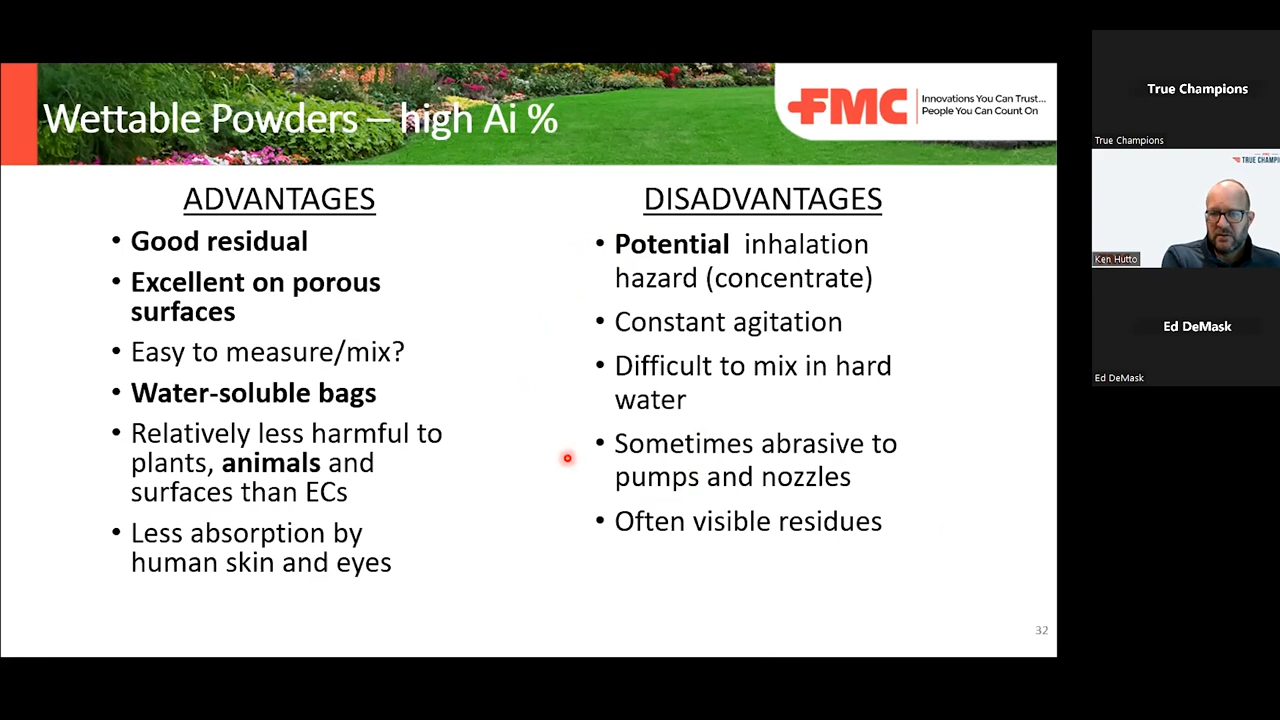 Wettable Powders – high Ai %
FMC
Innovations You Can Trust...
People You Can Count On
ADVANTAGES
• Good residual
• Excellent on porous
surfaces
• Easy to measure/mix?
• Water-soluble bags
• Relatively less harmful to
plants, animals and
surfaces than ECs
• Less absorption by
human skin and eyes
DISADVANTAGES
• Potential inhalation
hazard (concentrate)
• Constant agitation
• Difficult to mix in hard
water
• Sometimes abrasive to
pumps and nozzles
• Often visible residues
32
True Champions
True Champions
TRUE CHAMPI
Ken Hutto
Ed DeMask
Ed DeMask